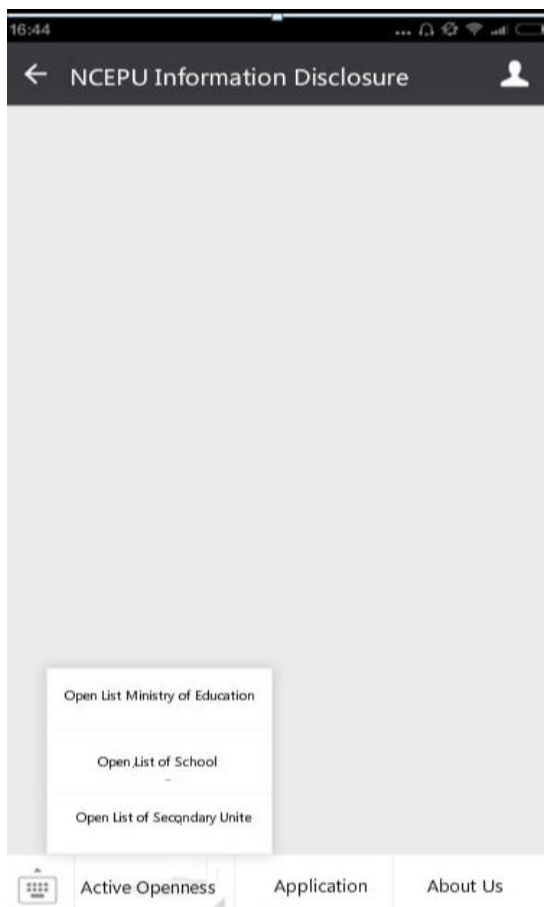 16:44
NCEPU Information Disclosure
Open List Ministry of Education
Open,List of School
Open List of Secondary Unite
Active Openness
Application
About Us